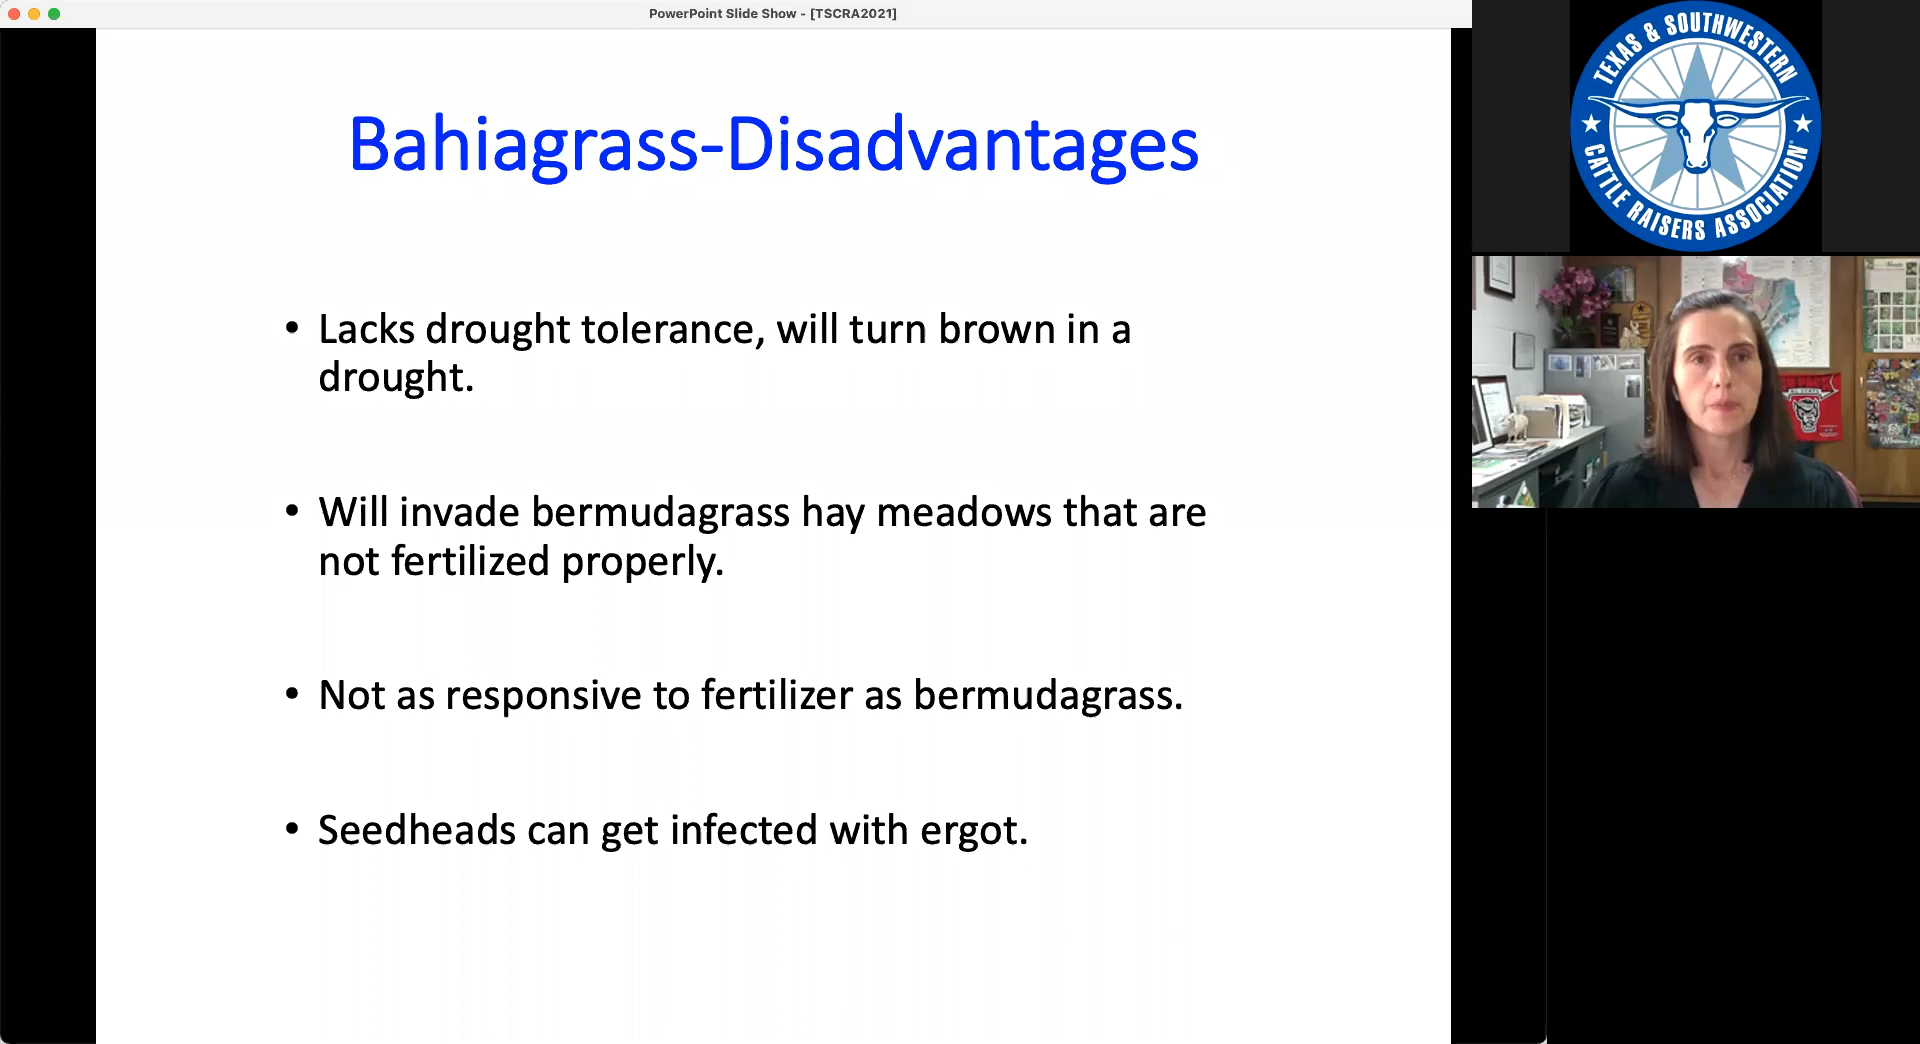 PowerPoint Slide Show - [TSCRA2021]
Bahiagrass-Disadvantages
• Lacks drought tolerance, will turn brown in a
drought.
• Will invade bermudagrass hay meadows that are
not fertilized properly.
• Not as responsive to fertilizer as bermudagrass.
• Seedheads can get infected with ergot.
TEXAS & SOUTHWESTERN
CATTLE RAISERS ASSOCIATION